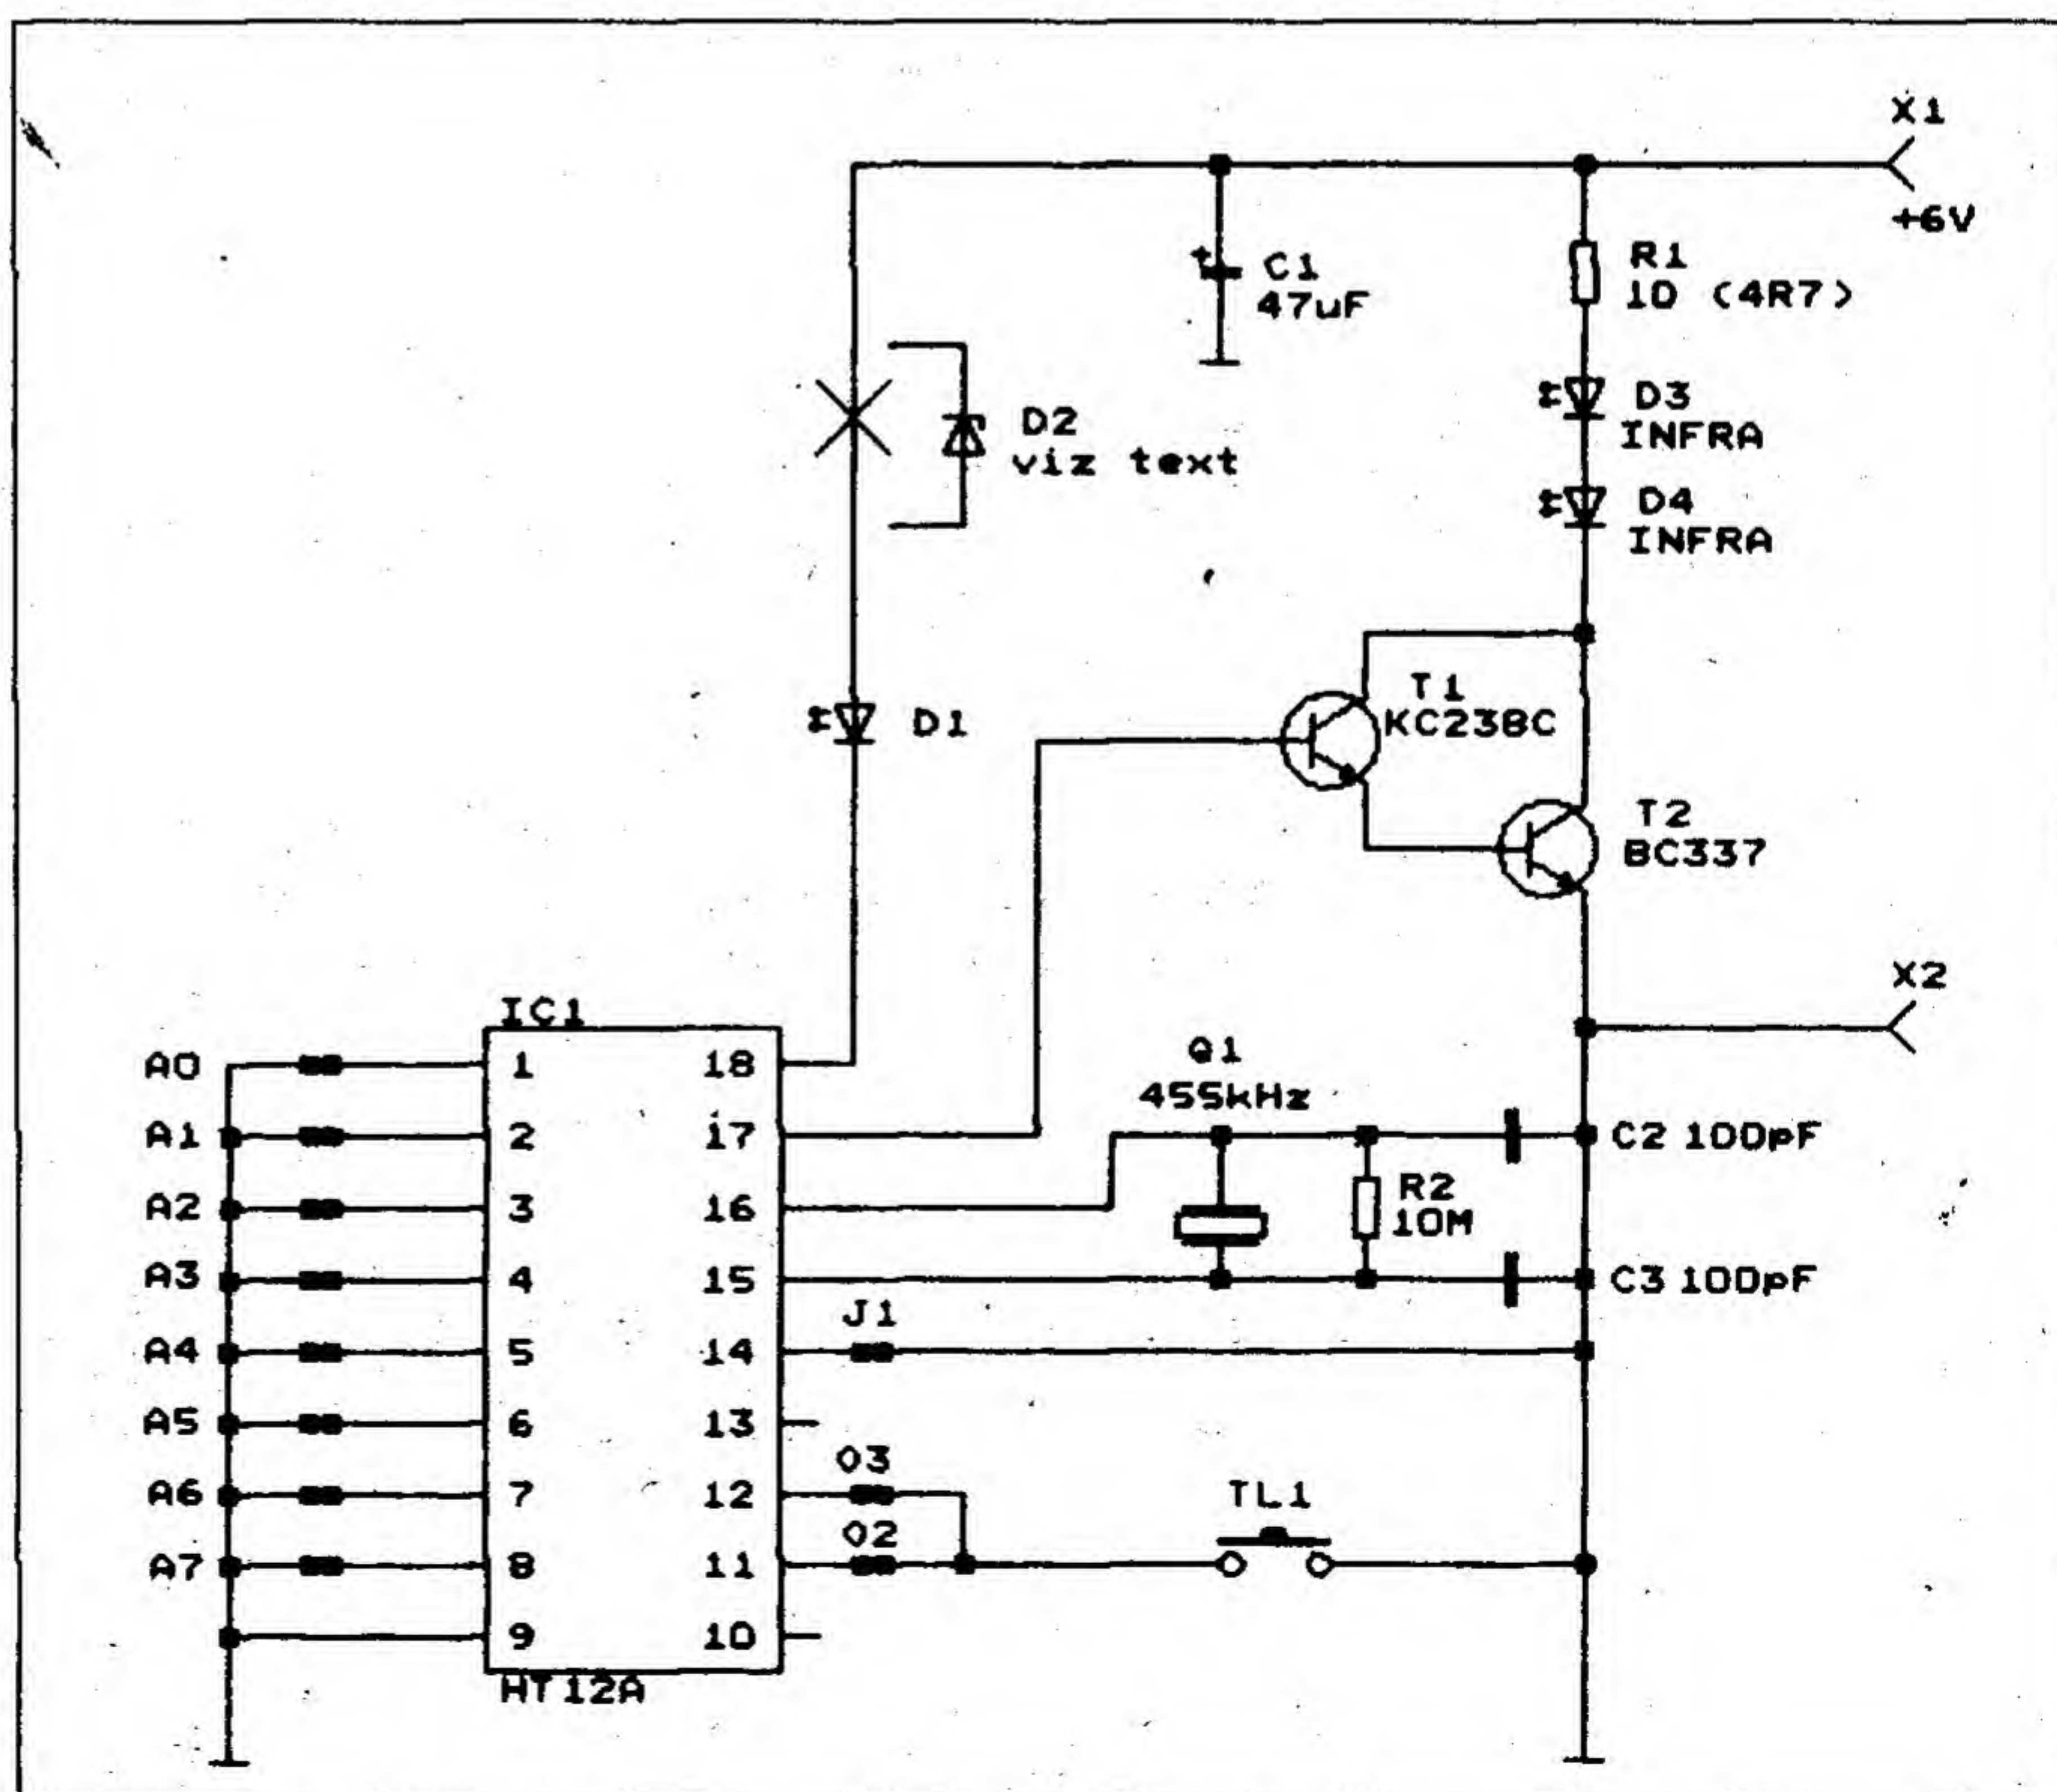 X1
+6V
R1
10 (4R7)
C1
47uF
D3
INFRA
D2
viz text
D4
INFRA
T1
KC238C
D1
T2
BC337
X2
IC1
Q1
455kHz
A0 1 18
A1 2 17 C2 100pF
A2 3 16 R2
10M
A3 4 15 C3 100pF
J1
A4 5 14
A5 6 13
O3
A6 7 12 TL1
O2
A7 8 11
9 10
HT12A